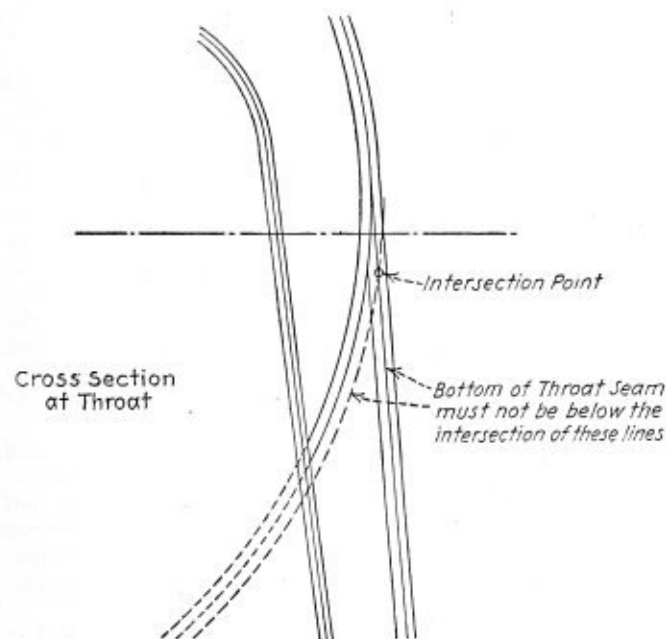 Intersection Point
Cross Section
at Throat
Bottom of Throat Seam
must not be below the
intersection of these lines